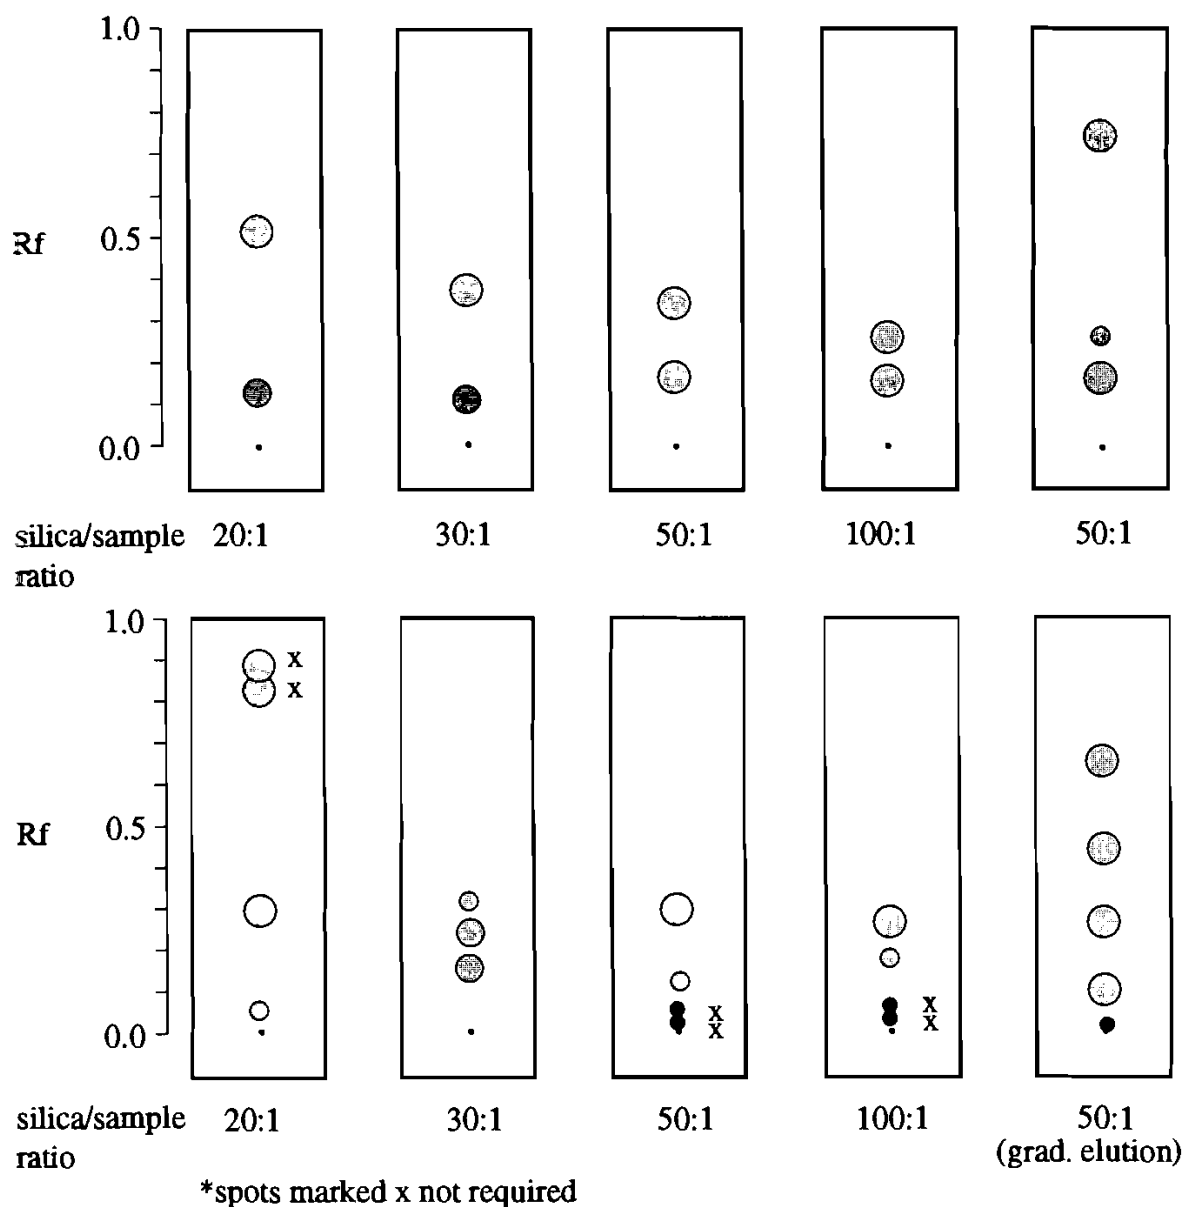 1.0
Rf 0.5
0.0
silica/sample 20:1 30:1 50:1 100:1 50:1
ratio
1.0
x
x
Rf 0.5
x
x
x
x
0.0
silica/sample 20:1 30:1 50:1 100:1 50:1
ratio (grad. elution)
*spots marked x not required